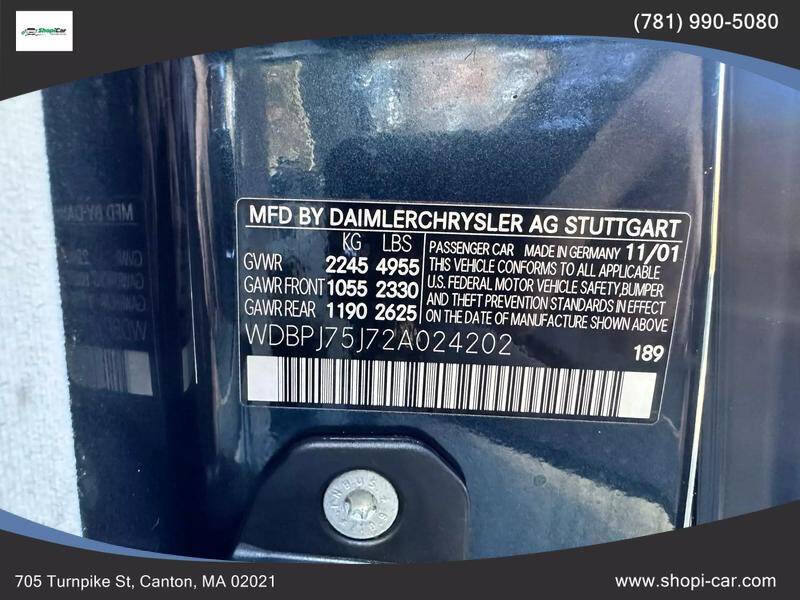 ShopiCar
(781) 990-5080
MFD BY DAIMLERCHRYSLER AG STUTTGART
KG LBS
GVWR 2245 4955
GAWR FRONT 1055 2330
GAWR REAR 1190 2625
PASSENGER CAR MADE IN GERMANY 11/01
THIS VEHICLE CONFORMS TO ALL APPLICABLE
U.S. FEDERAL MOTOR VEHICLE SAFETY, BUMPER
AND THEFT PREVENTION STANDARDS IN EFFECT
ON THE DATE OF MANUFACTURE SHOWN ABOVE
WDBPJ75J72A024202
189
705 Turnpike St, Canton, MA 02021
www.shopi-car.com